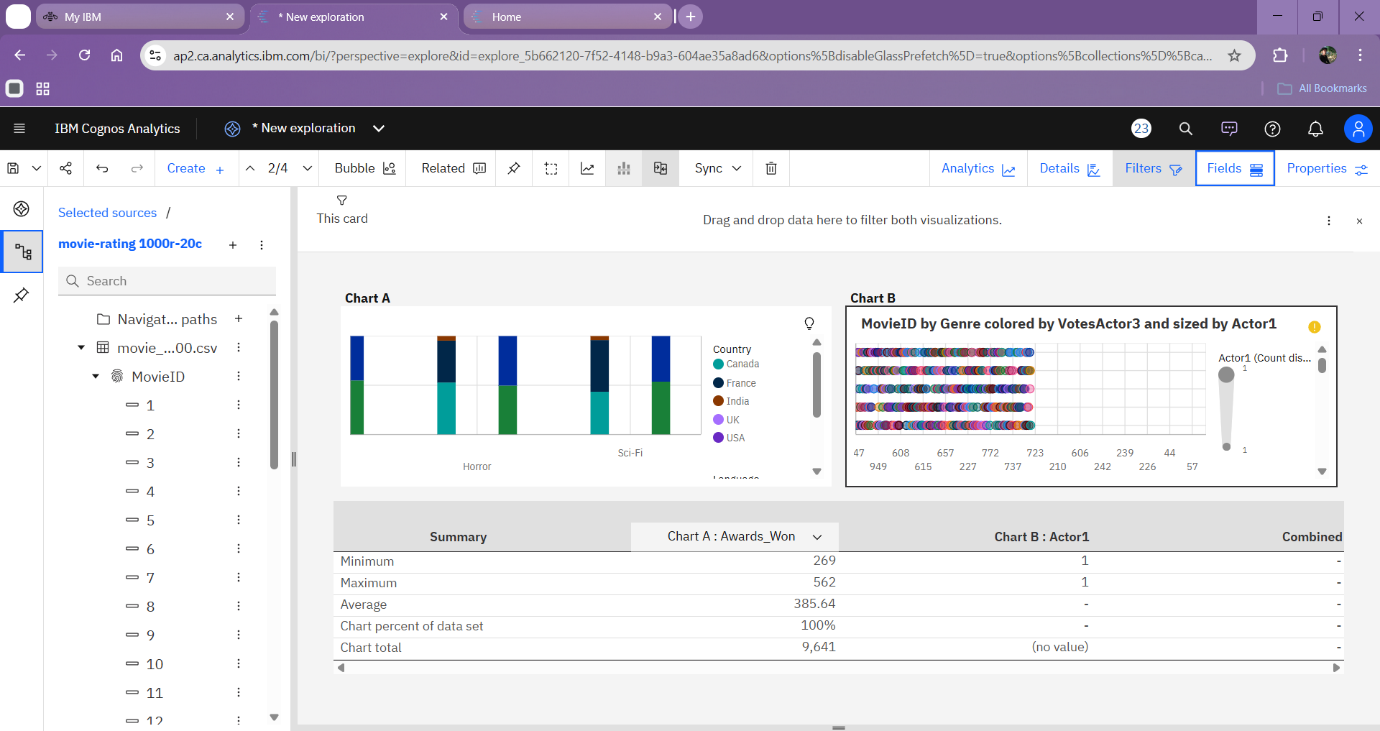 My IBM
* New exploration
Home
ap2.ca.analytics.ibm.com/bi/?perspective=explore&id=explore_5b662120-7f52-4148-b9a3-604ae35a8ad6&options%5BdisableGlassPrefetch%5D=true&options%5Bcollections%5D%5Bca...
All Bookmarks
IBM Cognos Analytics
* New exploration
23
Create
2/4
Bubble
Related
Sync
Analytics
Details
Filters
Fields
Properties
Selected sources /
movie-rating 1000r-20c
Search
Navigat... paths
movie_...00.csv
MovieID
1
2
3
4
5
6
7
8
9
10
11
12
This card
Drag and drop data here to filter both visualizations.
Chart A
Country
Canada
France
India
UK
USA
Language
Horror
Sci-Fi
Chart B
MovieID by Genre colored by VotesActor3 and sized by Actor1
Actor1 (Count dis...
1
1
47 608 657 772 723 606 239 44
949 615 227 737 210 242 226 57
Summary Chart A : Awards_Won Chart B : Actor1 Combined
Minimum 269 1 -
Maximum 562 1 -
Average 385.64 - -
Chart percent of data set 100% - -
Chart total 9,641 (no value) -